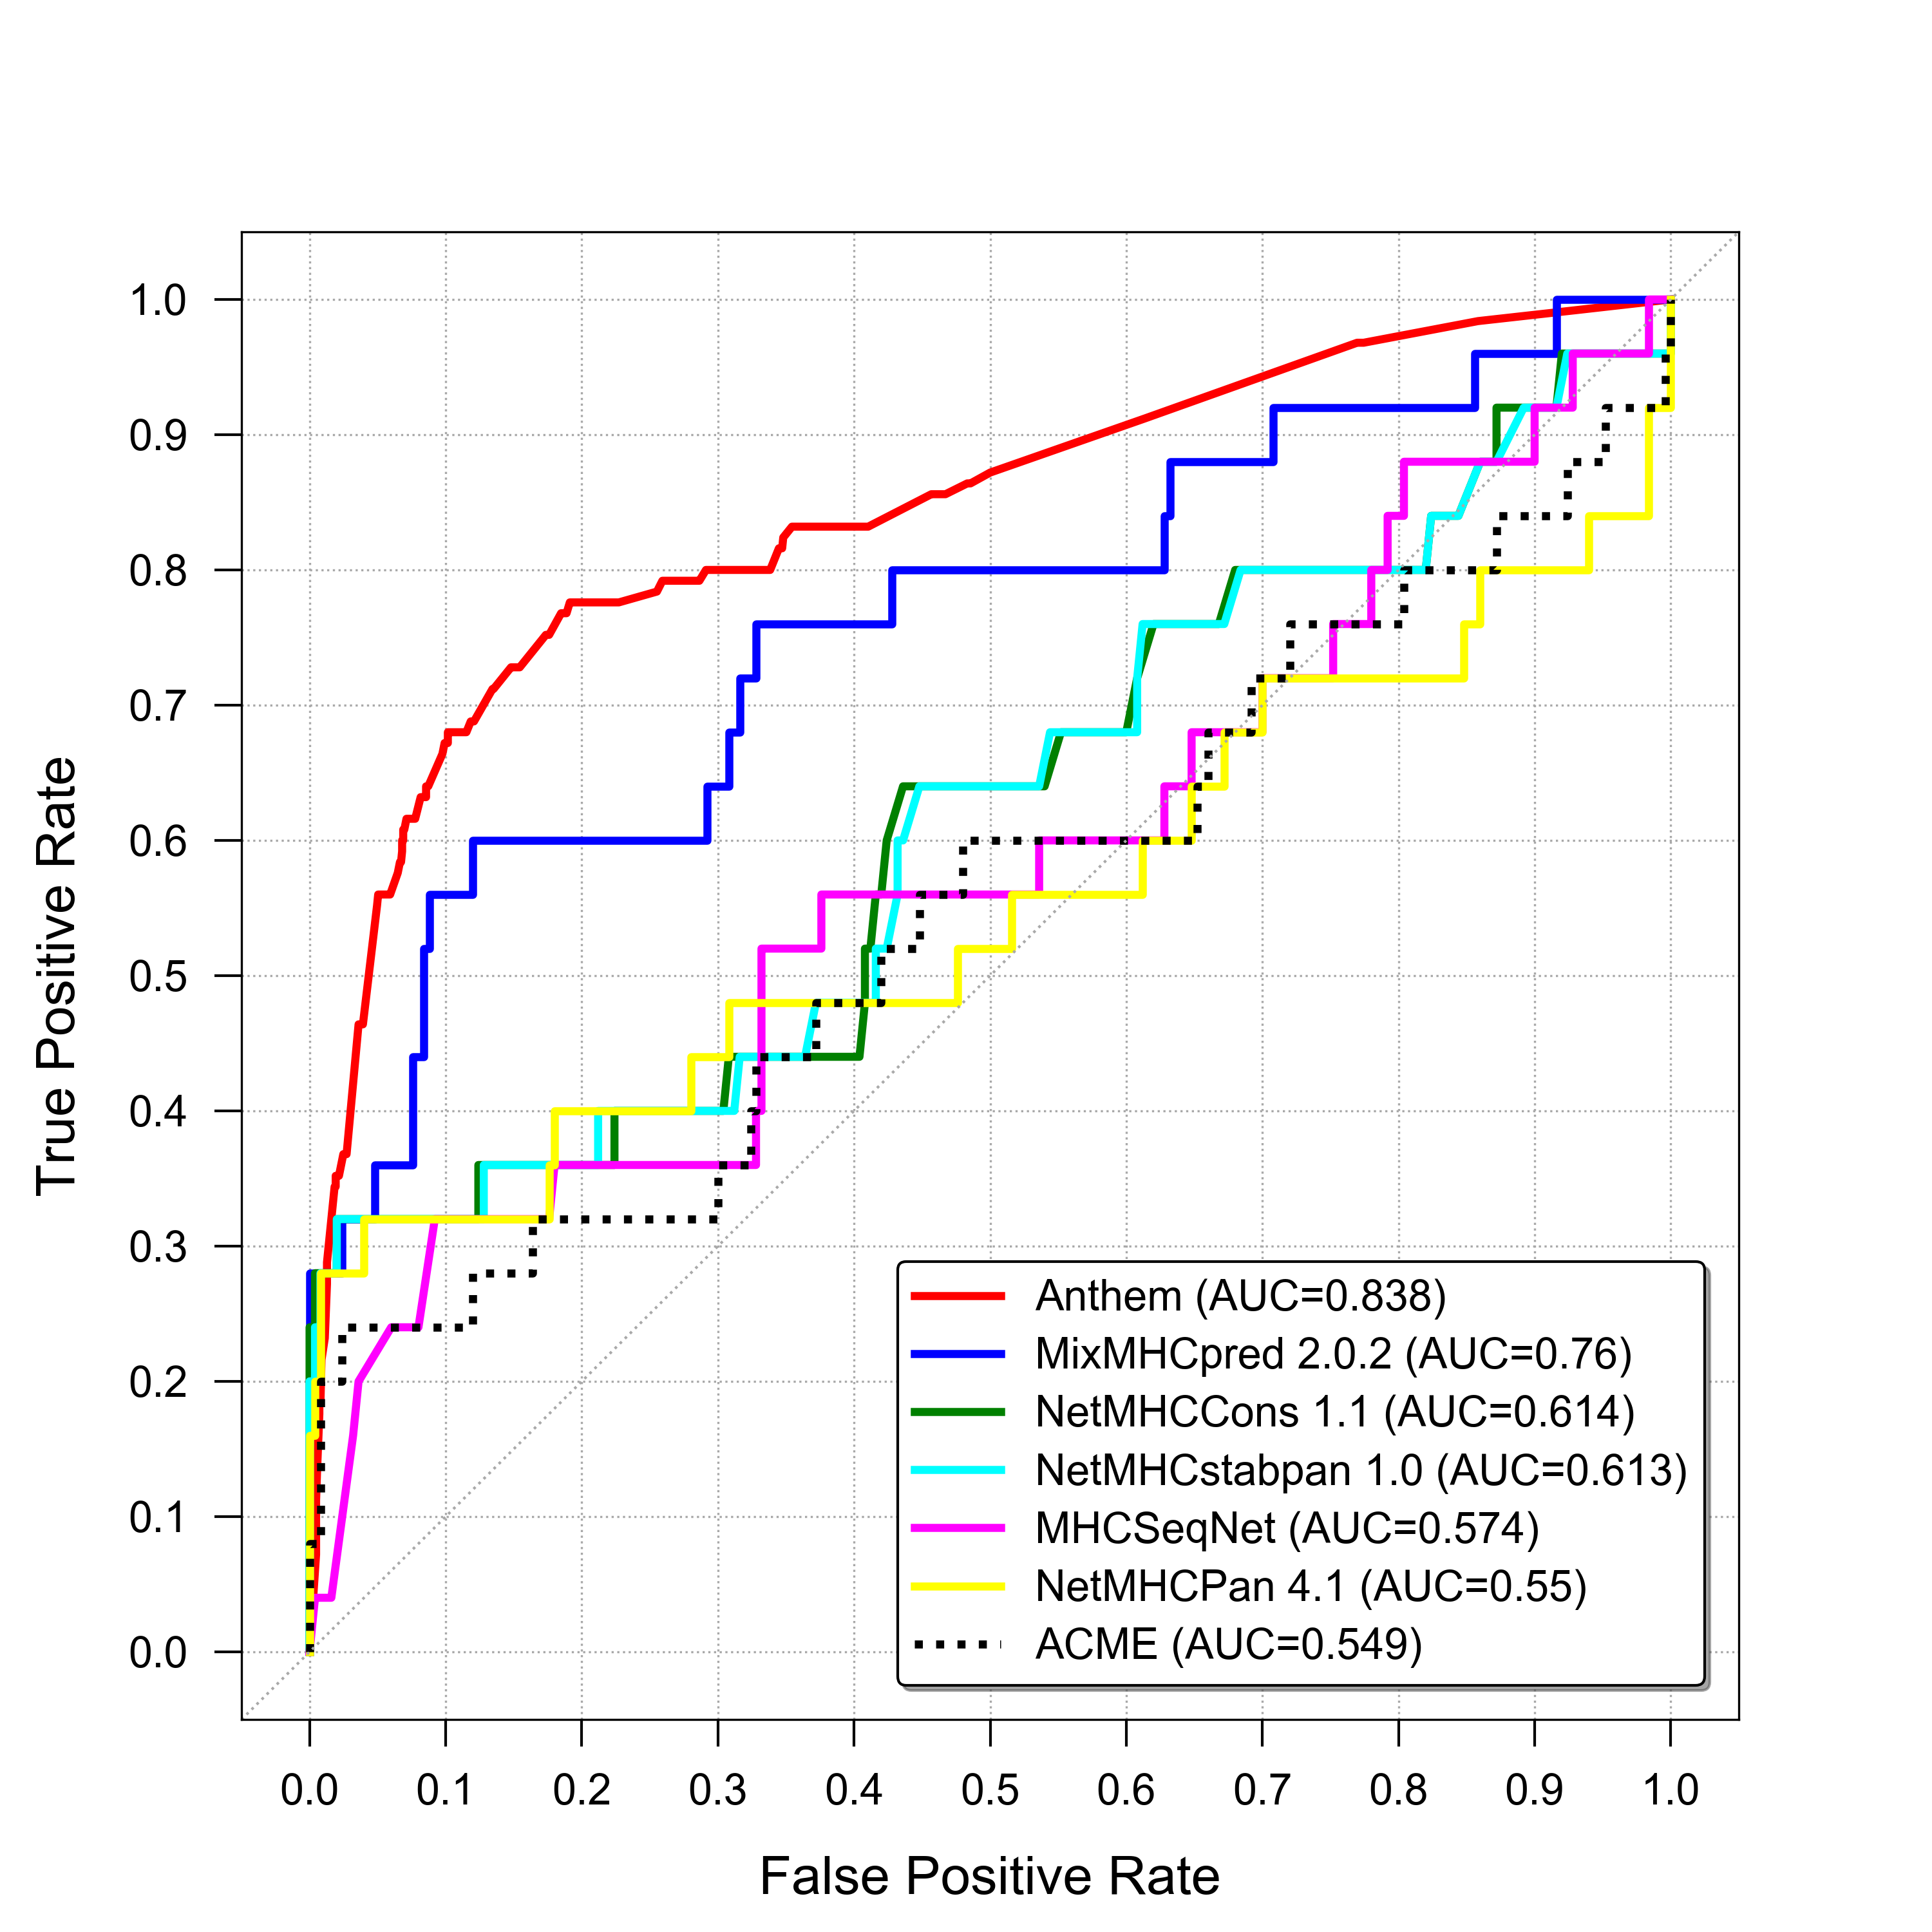 1.0
0.9
0.8
0.7
0.6
0.5
0.4
0.3
0.2
0.1
0.0
True Positive Rate
Anthem (AUC=0.838)
MixMHCpred 2.0.2 (AUC=0.76)
NetMHCCons 1.1 (AUC=0.614)
NetMHCstabpan 1.0 (AUC=0.613)
MHCSeqNet (AUC=0.574)
NetMHCPan 4.1 (AUC=0.55)
ACME (AUC=0.549)
0.0 0.1 0.2 0.3 0.4 0.5 0.6 0.7 0.8 0.9 1.0
False Positive Rate